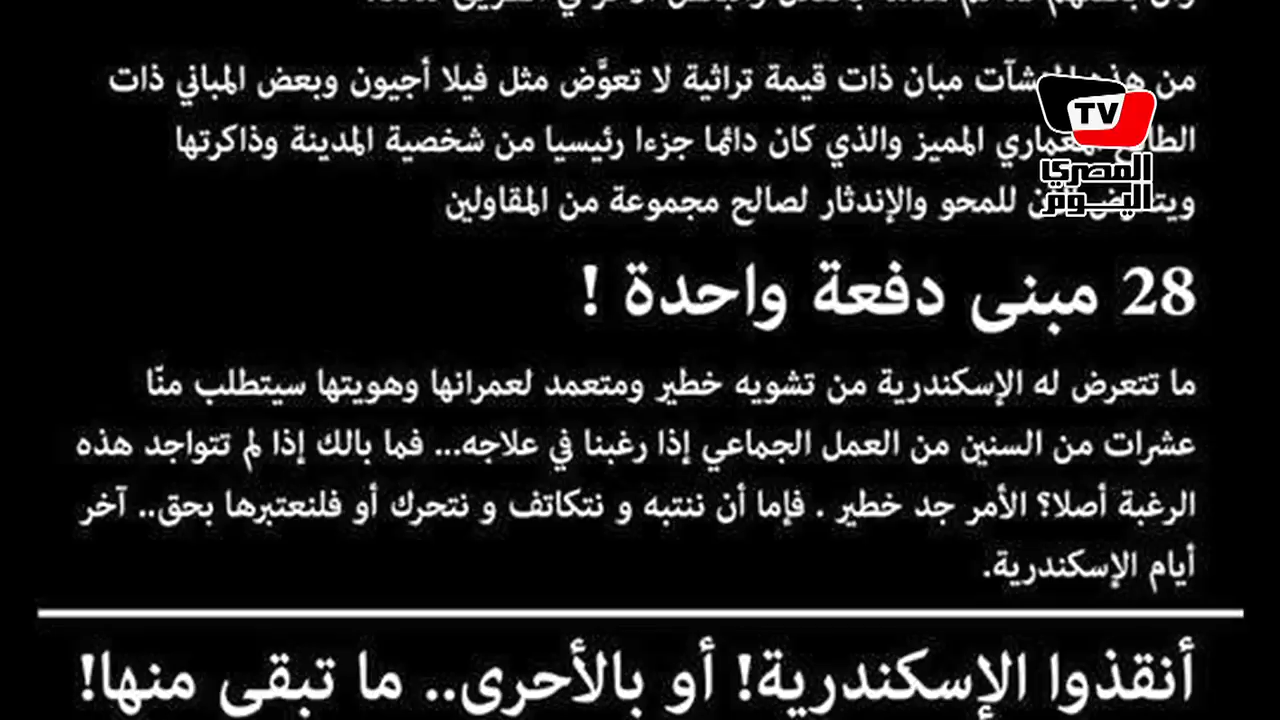 من هذه المنشآت مبان ذات قيمة تراثية لا تعوَّض مثل فيلا أجيون وبعض المباني ذات
الطابع المعماري المميز والذي كان دائما جزءا رئيسيا من شخصية المدينة وذاكرتها
للمحو والإندثار لصالح مجموعة من المقاولين
TV
المصري
اليوم
28 مبنى دفعة واحدة !
ما تتعرض له الإسكندرية من تشويه خطير ومتعمد لعمرانها وهويتها سيتطلب منّا
عشرات من السنين من العمل الجماعي إذا رغبنا في علاجه... فما بالك إذا لم تتواجد هذه
الرغبة أصلا؟ الأمر جد خطير . فإما أن ننتبه و نتكاتف و نتحرك أو فلنعتبرها بحق.. آخر
أيام الإسكندرية.
أنقذوا الإسكندرية! أو بالأحرى.. ما تبقى منها!